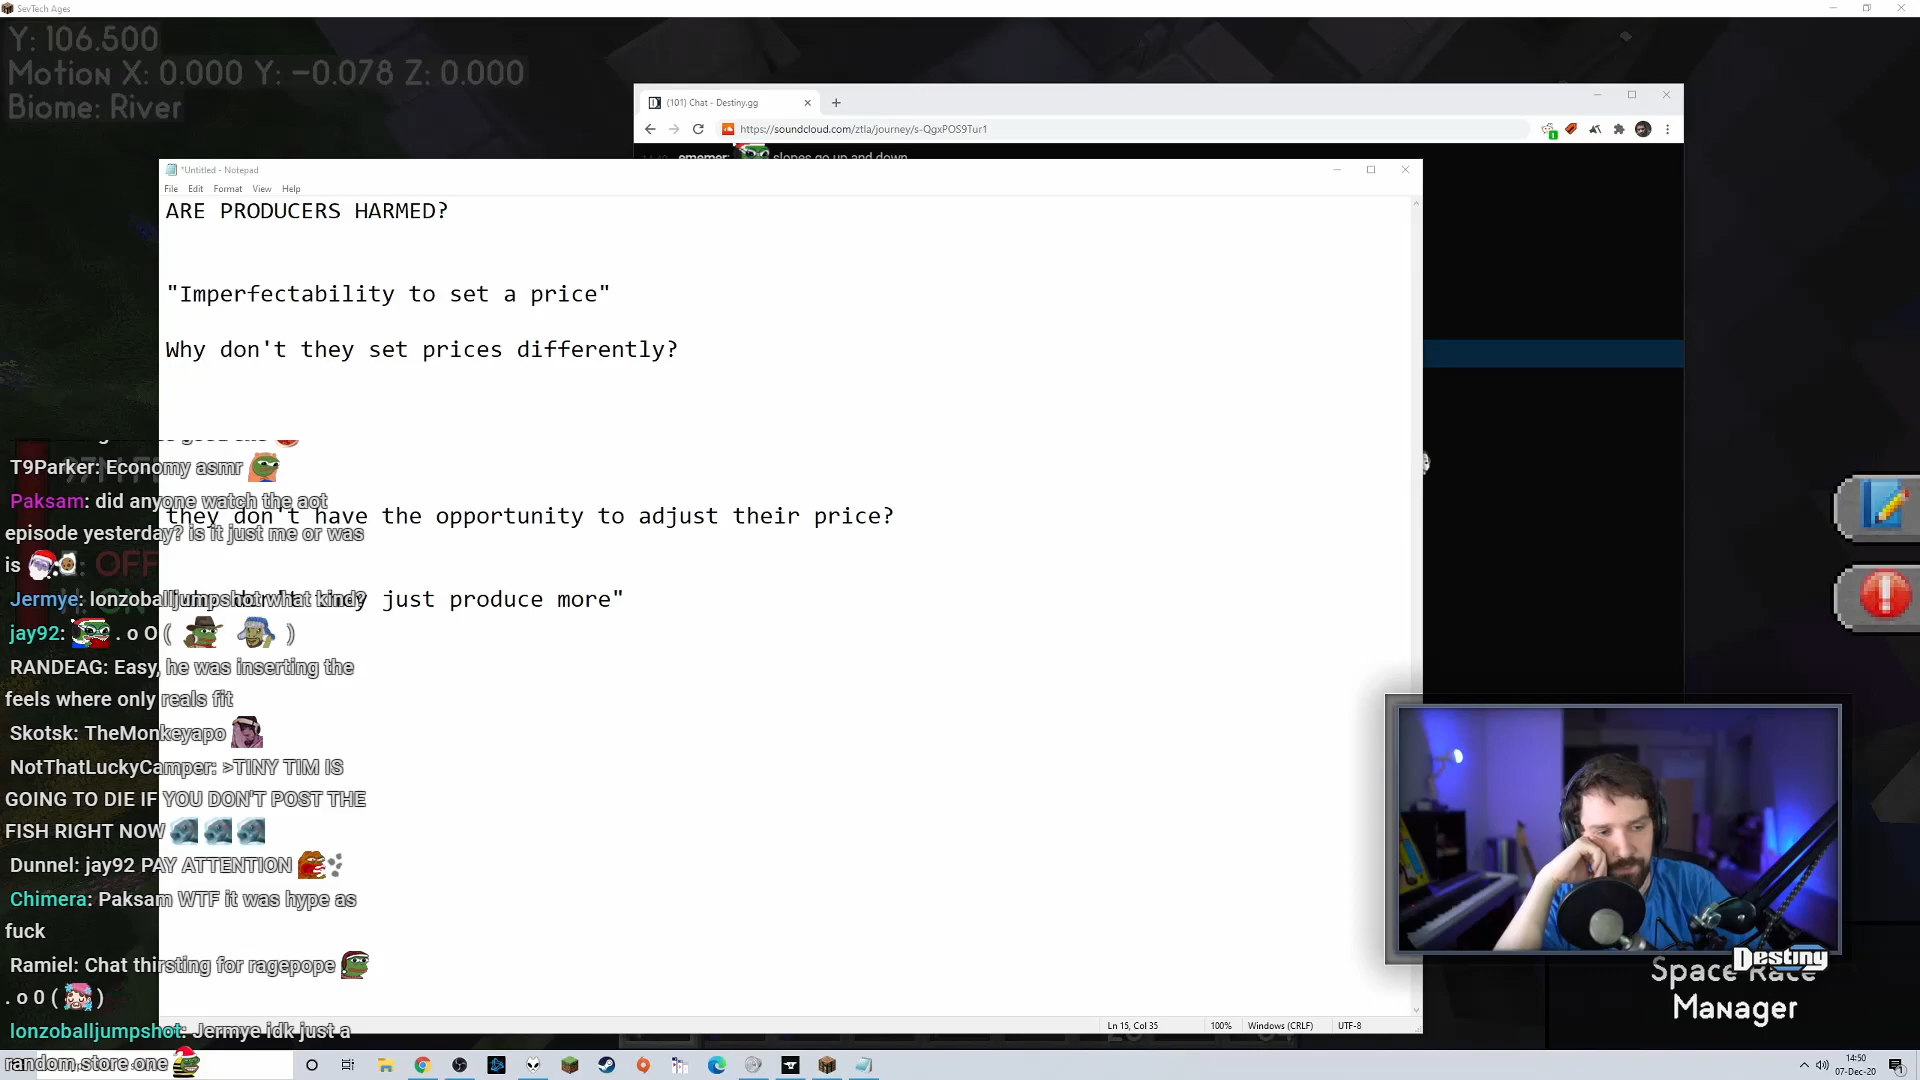 SevTech Ages
Y: 106.500
Motion X: 0.000 Y: -0.078 Z: 0.000
Biome: River
(101) Chat - Destiny.gg
https://soundcloud.com/ztla/journey/s-QgxPOS9Tur1
ememer: slopes go up and down
*Untitled - Notepad
File Edit Format View Help
ARE PRODUCERS HARMED?
"Imperfectability to set a price"
Why don't they set prices differently?
they don't have the opportunity to adjust their price?
just produce more"
T9Parker: Economy asmr
Paksam: did anyone watch the aot
episode yesterday? is it just me or was
is
OFF
Jermye: lonzoballjumpshot what kind?
ON
jay92: . o O ( )
RANDEAG: Easy, he was inserting the
feels where only reals fit
Skotsk: TheMonkeyapo
NotThatLuckyCamper: >TINY TIM IS
GOING TO DIE IF YOU DON'T POST THE
FISH RIGHT NOW
Dunnel: jay92 PAY ATTENTION
Chimera: Paksam WTF it was hype as
fuck
Ramiel: Chat thirsting for ragepope
. o 0 ( )
lonzoballjumpshot: Jermye idk just a
random store one
Ln 15, Col 35 100% Windows (CRLF) UTF-8
Destiny
Space Race
Manager
14:50
07-Dec-20